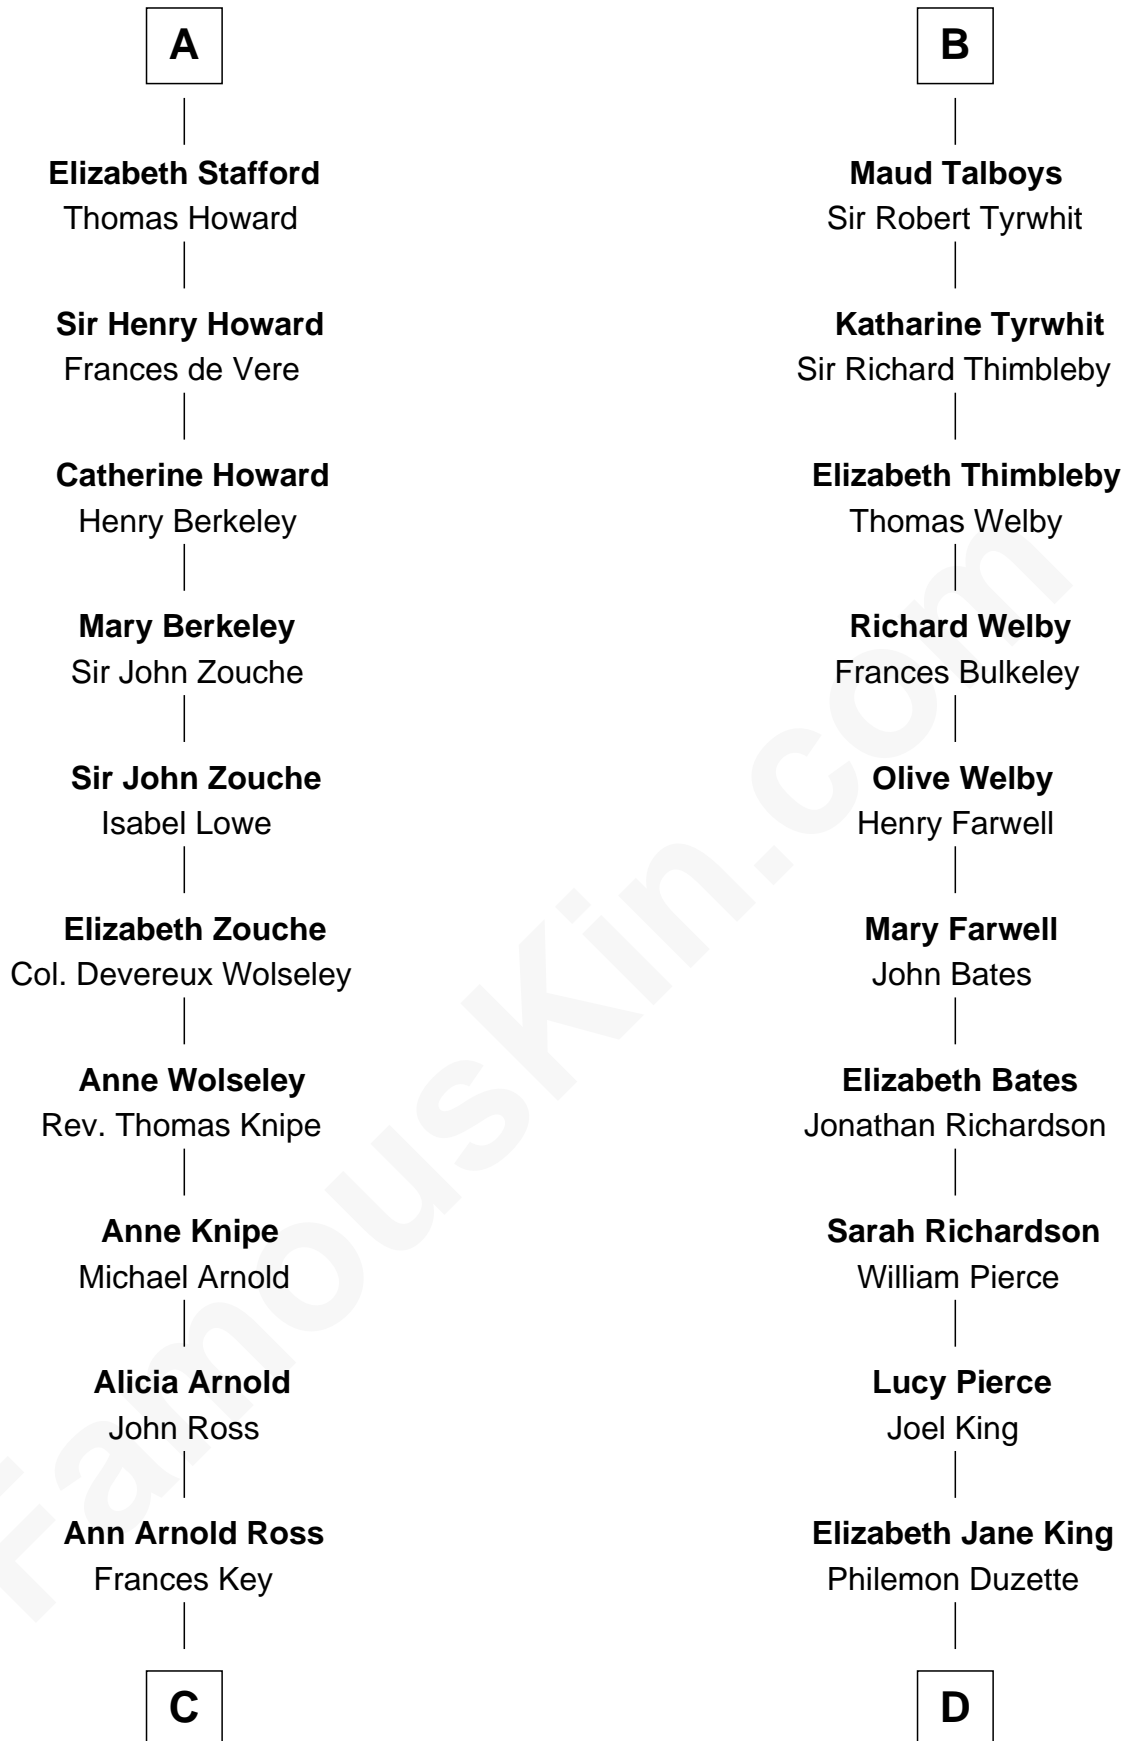 A
Elizabeth Stafford
Thomas Howard
Sir Henry Howard
Frances de Vere
Catherine Howard
Henry Berkeley
Mary Berkeley
Sir John Zouche
Sir John Zouche
Isabel Lowe
Elizabeth Zouche
Col. Devereux Wolseley
Anne Wolseley
Rev. Thomas Knipe
Anne Knipe
Michael Arnold
Alicia Arnold
John Ross
Ann Arnold Ross
Frances Key
C
B
Maud Talboys
Sir Robert Tyrwhit
Katharine Tyrwhit
Sir Richard Thimbleby
Elizabeth Thimbleby
Thomas Welby
Richard Welby
Frances Bulkeley
Olive Welby
Henry Farwell
Mary Farwell
John Bates
Elizabeth Bates
Jonathan Richardson
Sarah Richardson
William Pierce
Lucy Pierce
Joel King
Elizabeth Jane King
Philemon Duzette
D
FamousKin.com